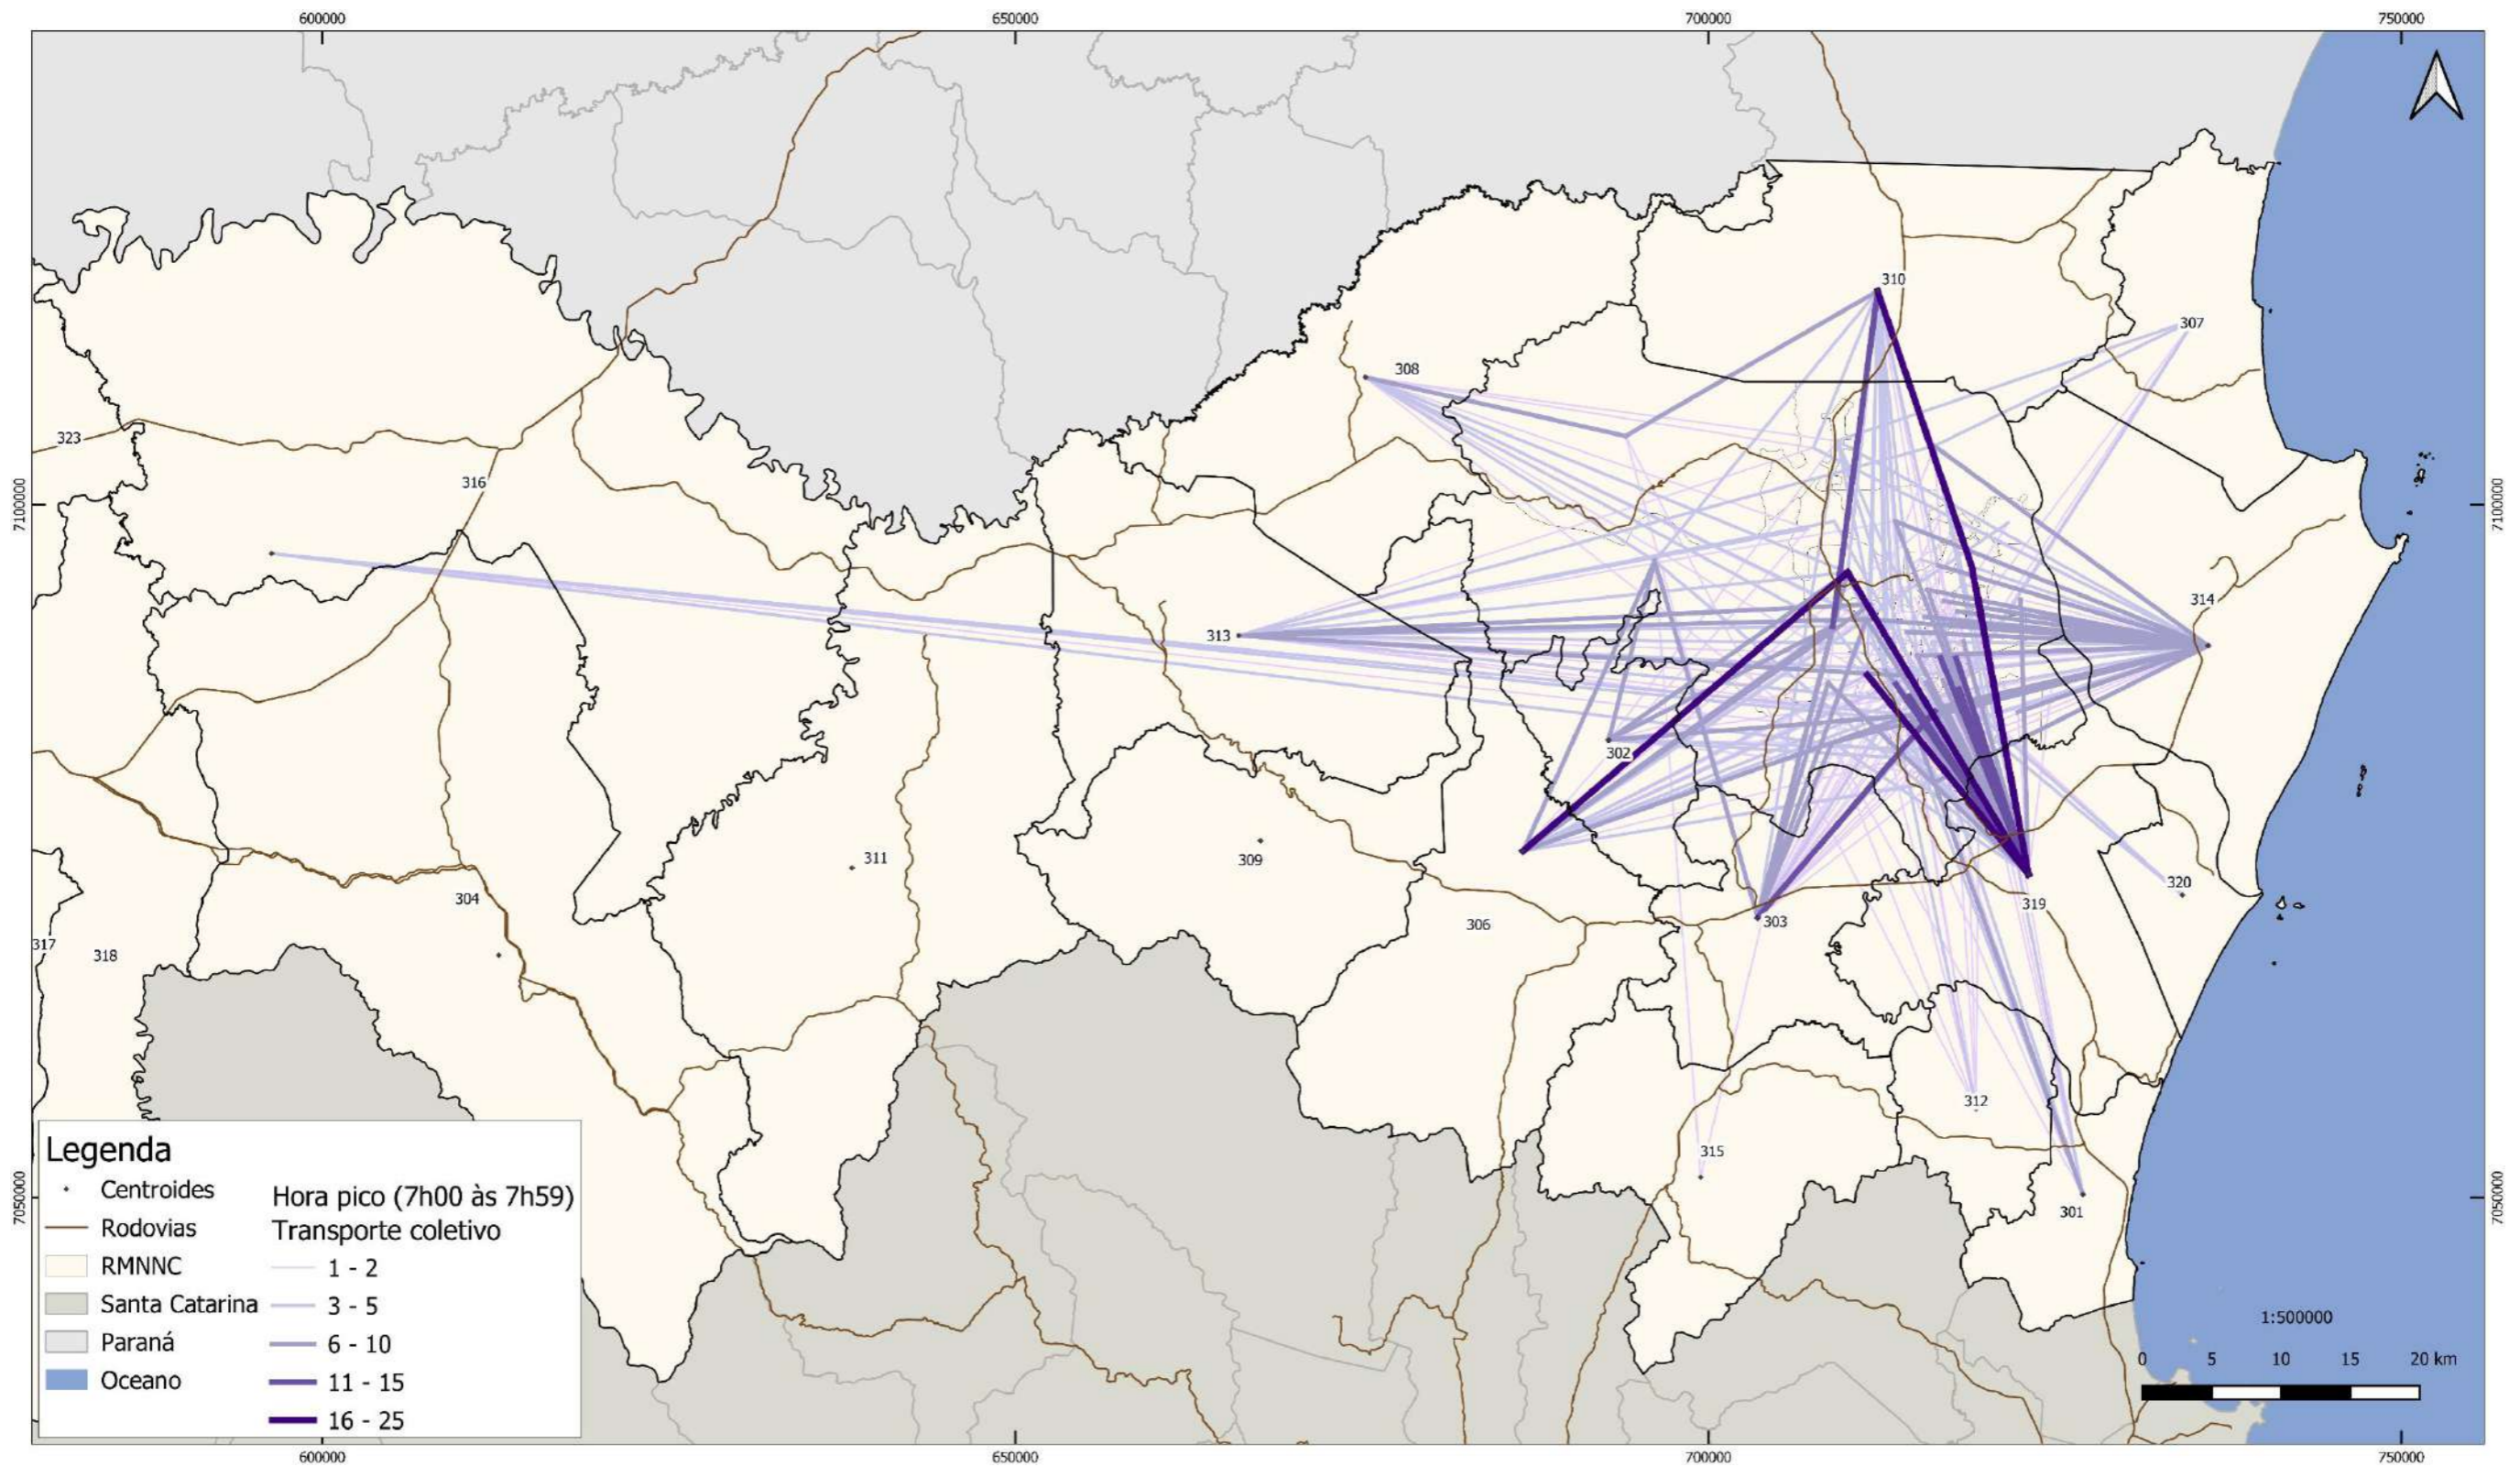 600000
650000
700000
750000
310
307
308
323
316
7100000
7100000
314
313
302
311
309
304
320
319
303
306
317
318
312
315
7050000
7050000
301
Legenda
Centroides
Rodovias
RMNNC
Santa Catarina
Paraná
Oceano
Hora pico (7h00 às 7h59)
Transporte coletivo
1 - 2
3 - 5
6 - 10
11 - 15
16 - 25
1:500000
0 5 10 15 20 km
600000
650000
700000
750000